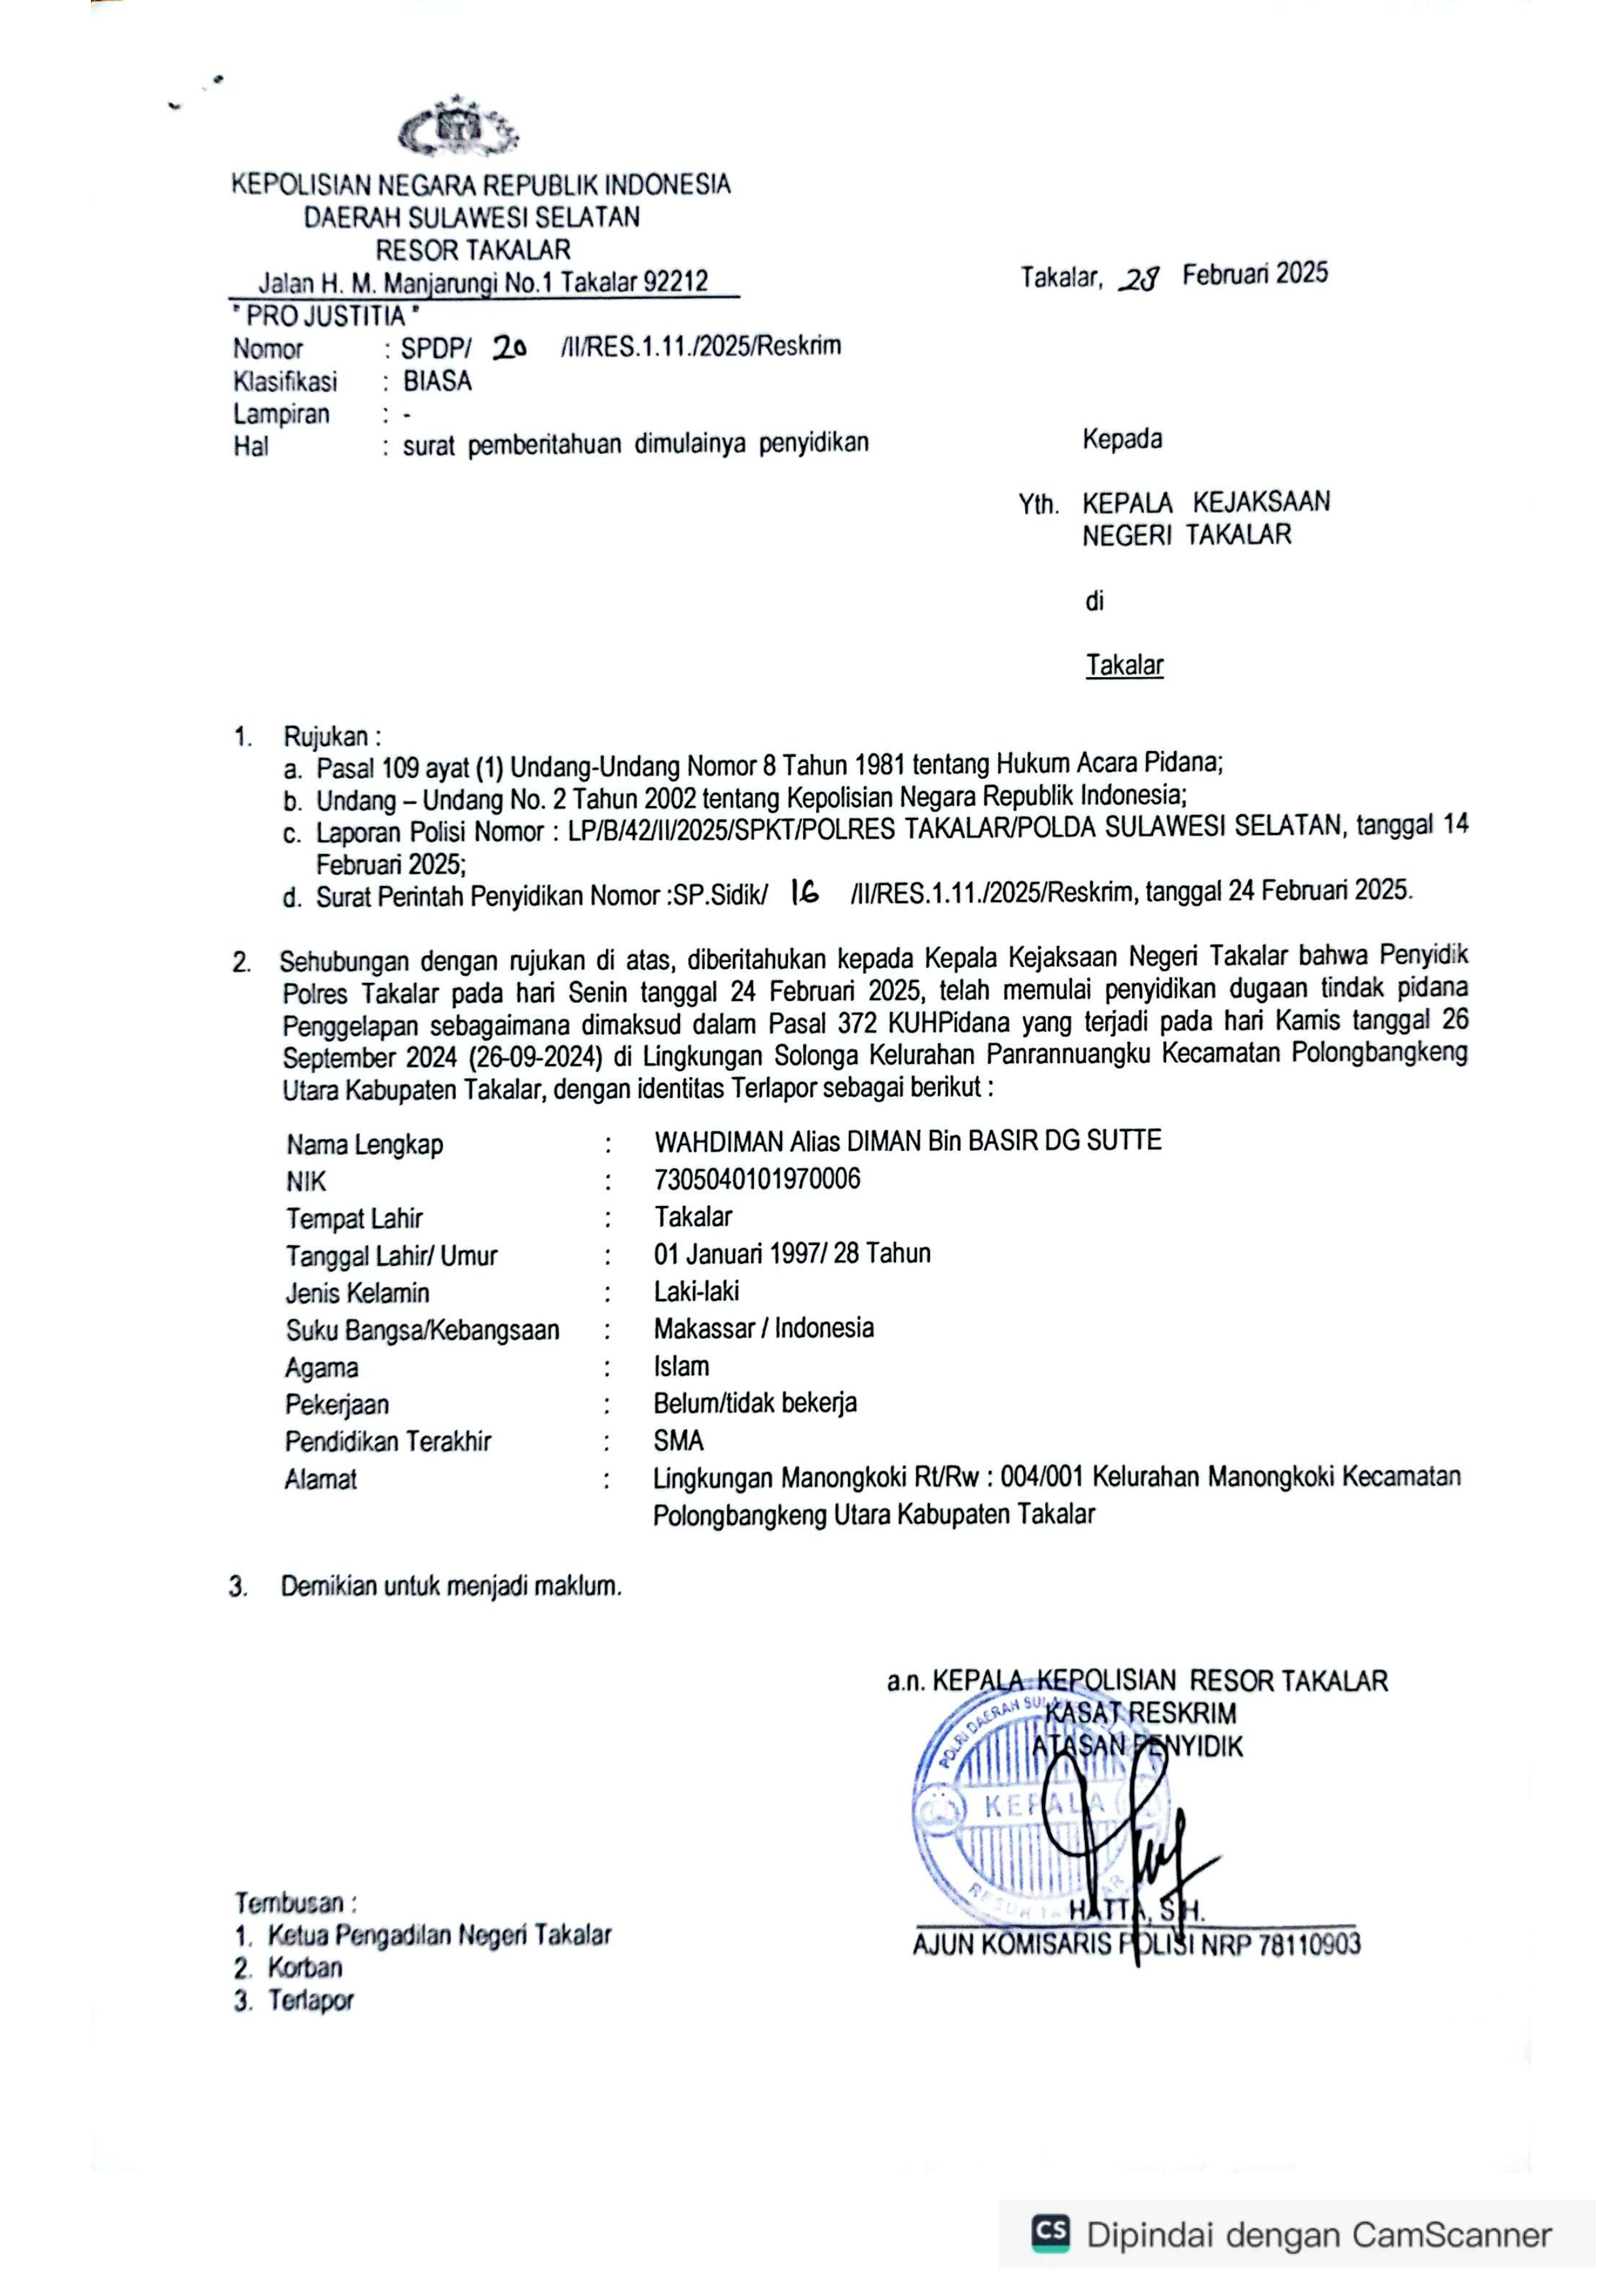 KEPOLISIAN NEGARA REPUBLIK INDONESIA
DAERAH SULAWESI SELATAN
RESOR TAKALAR
Jalan H. M. Manjarungi No.1 Takalar 92212
Takalar, 28 Februari 2025
" PRO JUSTITIA "
Nomor : SPDP/ 20 /II/RES.1.11./2025/Reskrim
Klasifikasi : BIASA
Lampiran : -
Hal : surat pemberitahuan dimulainya penyidikan
Kepada
Yth. KEPALA KEJAKSAAN
NEGERI TAKALAR
di
Takalar
1. Rujukan :
a. Pasal 109 ayat (1) Undang-Undang Nomor 8 Tahun 1981 tentang Hukum Acara Pidana;
b. Undang – Undang No. 2 Tahun 2002 tentang Kepolisian Negara Republik Indonesia;
c. Laporan Polisi Nomor : LP/B/42/II/2025/SPKT/POLRES TAKALAR/POLDA SULAWESI SELATAN, tanggal 14
Februari 2025;
d. Surat Perintah Penyidikan Nomor :SP.Sidik/ 16 /II/RES.1.11./2025/Reskrim, tanggal 24 Februari 2025.
2. Sehubungan dengan rujukan di atas, diberitahukan kepada Kepala Kejaksaan Negeri Takalar bahwa Penyidik
Polres Takalar pada hari Senin tanggal 24 Februari 2025, telah memulai penyidikan dugaan tindak pidana
Penggelapan sebagaimana dimaksud dalam Pasal 372 KUHPidana yang terjadi pada hari Kamis tanggal 26
September 2024 (26-09-2024) di Lingkungan Solonga Kelurahan Panrannuangku Kecamatan Polongbangkeng
Utara Kabupaten Takalar, dengan identitas Terlapor sebagai berikut :
Nama Lengkap : WAHDIMAN Alias DIMAN Bin BASIR DG SUTTE
NIK : 7305040101970006
Tempat Lahir : Takalar
Tanggal Lahir/ Umur : 01 Januari 1997/ 28 Tahun
Jenis Kelamin : Laki-laki
Suku Bangsa/Kebangsaan : Makassar / Indonesia
Agama : Islam
Pekerjaan : Belum/tidak bekerja
Pendidikan Terakhir : SMA
Alamat : Lingkungan Manongkoki Rt/Rw : 004/001 Kelurahan Manongkoki Kecamatan
Polongbangkeng Utara Kabupaten Takalar
3. Demikian untuk menjadi maklum.
a.n. KEPALA KEPOLISIAN RESOR TAKALAR
KASAT RESKRIM
ATASAN PENYIDIK
POLRI DAERAH
KEPALA
RESOR
HATTA, S.H.
AJUN KOMISARIS POLISI NRP 78110903
Tembusan :
1. Ketua Pengadilan Negeri Takalar
2. Korban
3. Terlapor
CS Dipindai dengan CamScanner